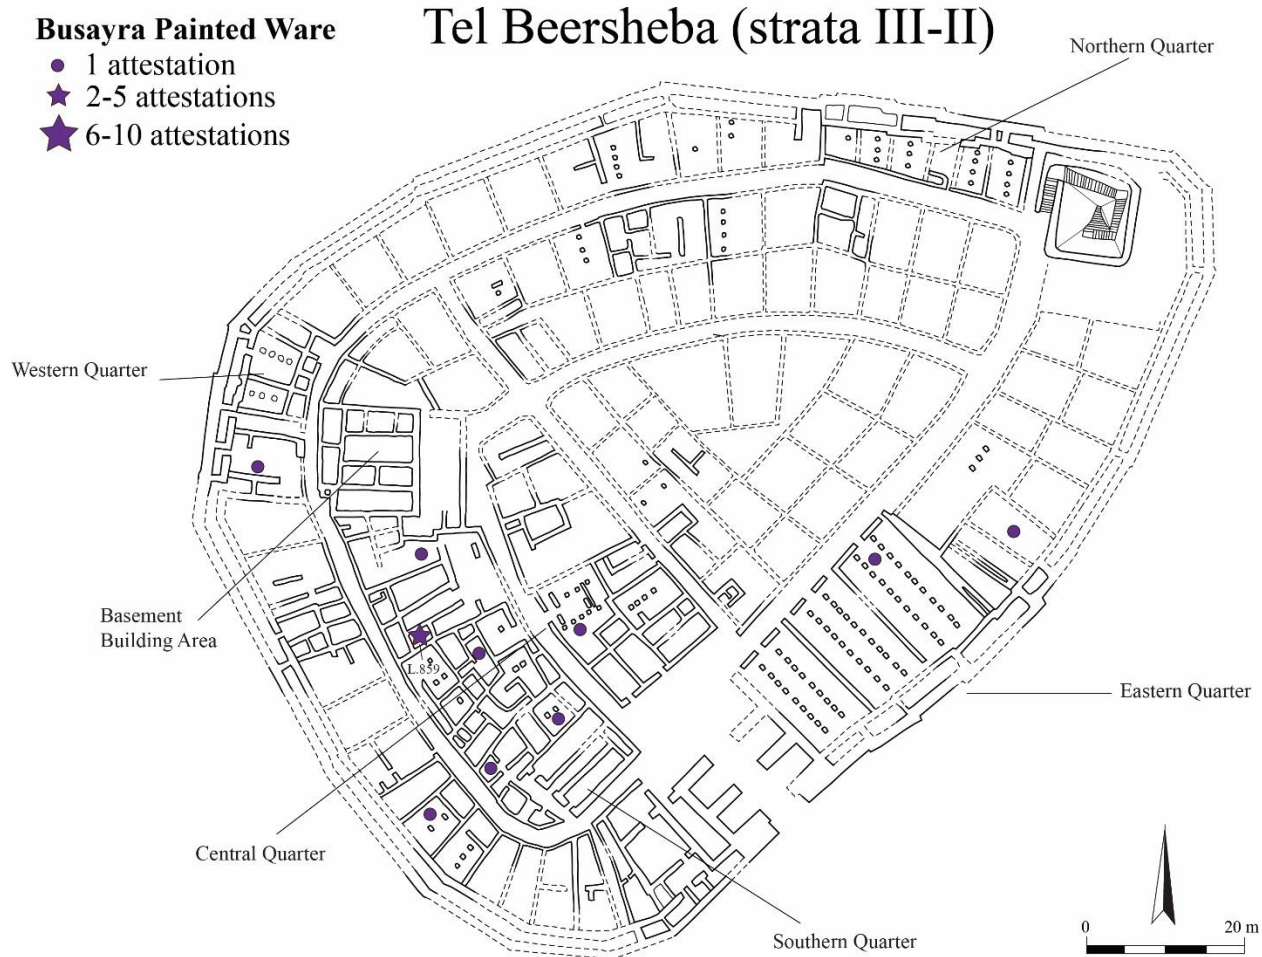 Tel Beersheba (strata III-II)
Busayra Painted Ware
1 attestation
2-5 attestations
6-10 attestations
Northern Quarter
Western Quarter
Basement
Building Area
L.859
Eastern Quarter
Central Quarter
Southern Quarter
0 20 m